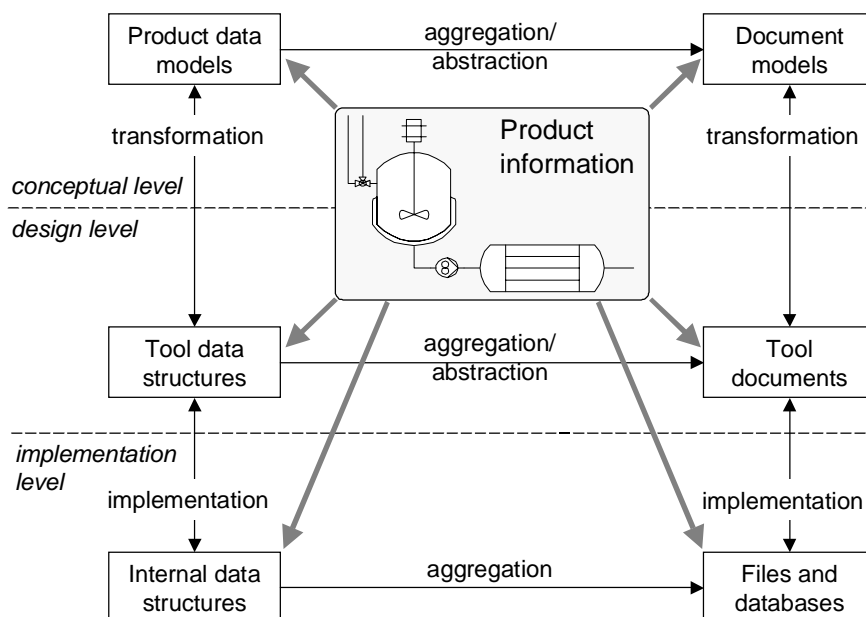 Product data
models
aggregation/
abstraction
Document
models
transformation
Product
information
transformation
conceptual level
design level
Tool data
structures
aggregation/
abstraction
Tool
documents
implementation
level
implementation
implementation
Internal data
structures
aggregation
Files and
databases